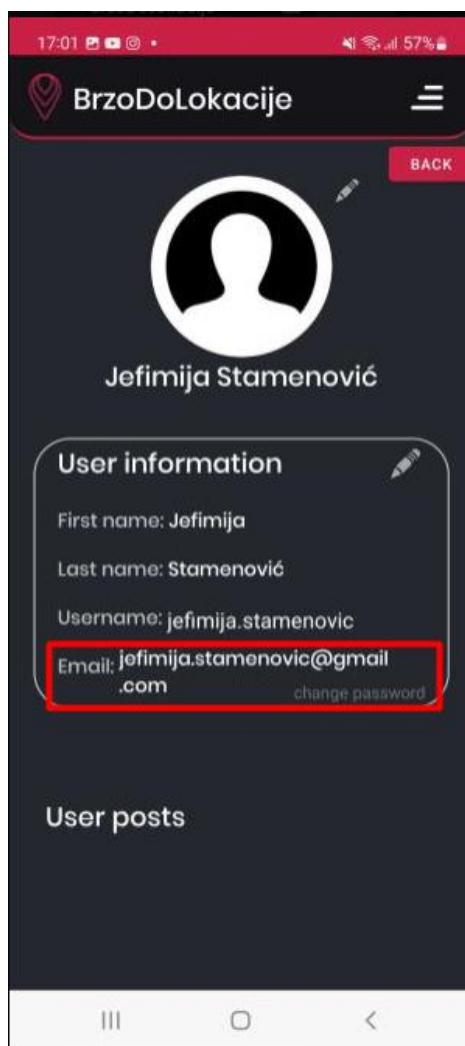 17:01 57%
BrzoDoLokacije
BACK
Jefimija Stamenović
User information
First name: Jefimija
Last name: Stamenović
Username: jefimija.stamenovic
Email: jefimija.stamenovic@gmail
.com
change password
User posts